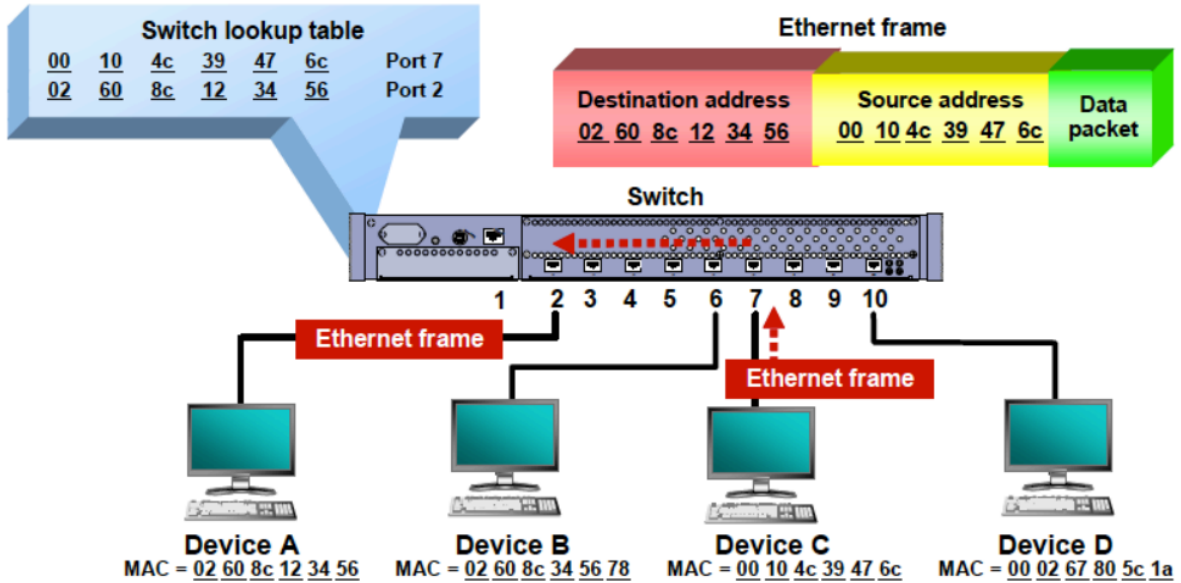 Switch lookup table
00 10 4c 39 47 6c Port 7
02 60 8c 12 34 56 Port 2
Ethernet frame
Destination address
02 60 8c 12 34 56
Source address
00 10 4c 39 47 6c
Data
packet
Switch
1 2 3 4 5 6 7 8 9 10
Ethernet frame
Ethernet frame
Device A
MAC = 02 60 8c 12 34 56
Device B
MAC = 02 60 8c 34 56 78
Device C
MAC = 00 10 4c 39 47 6c
Device D
MAC = 00 02 67 80 5c 1a